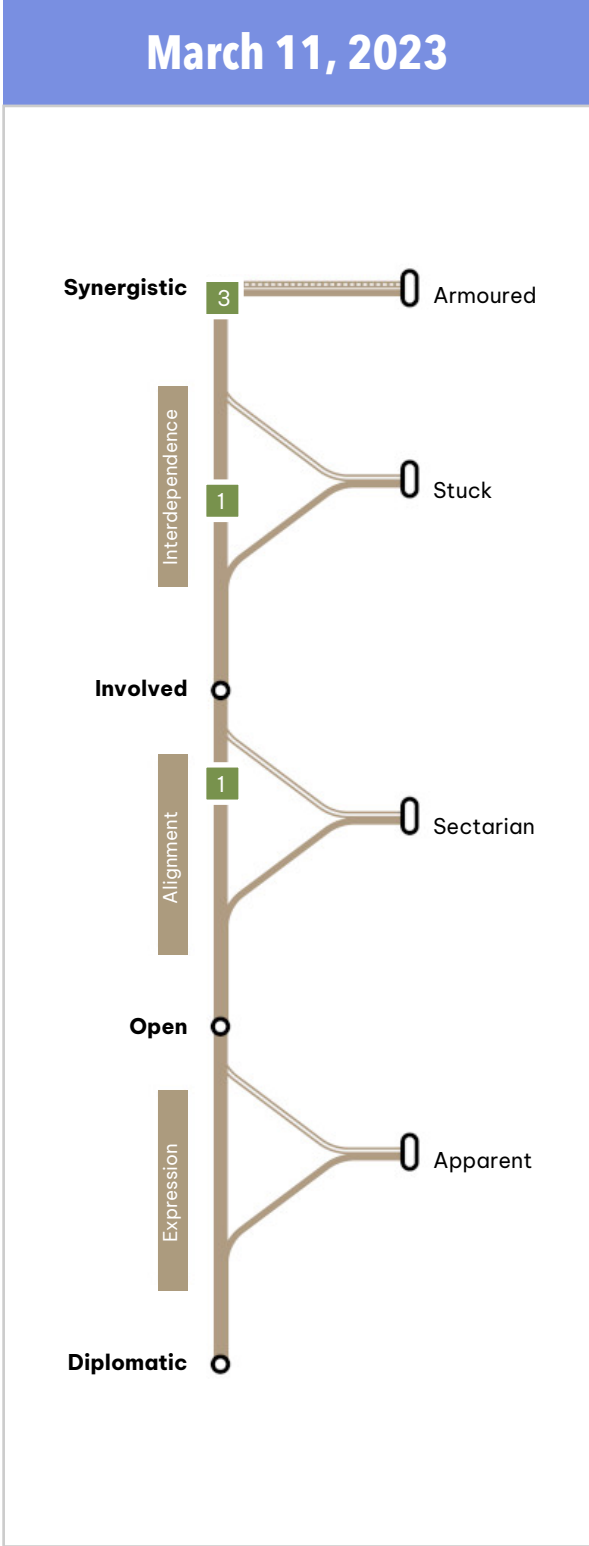 March 11, 2023
Synergistic
3
Armoured
Interdependence
1
Stuck
Involved
1
Alignment
Sectarian
Open
Expression
Apparent
Diplomatic